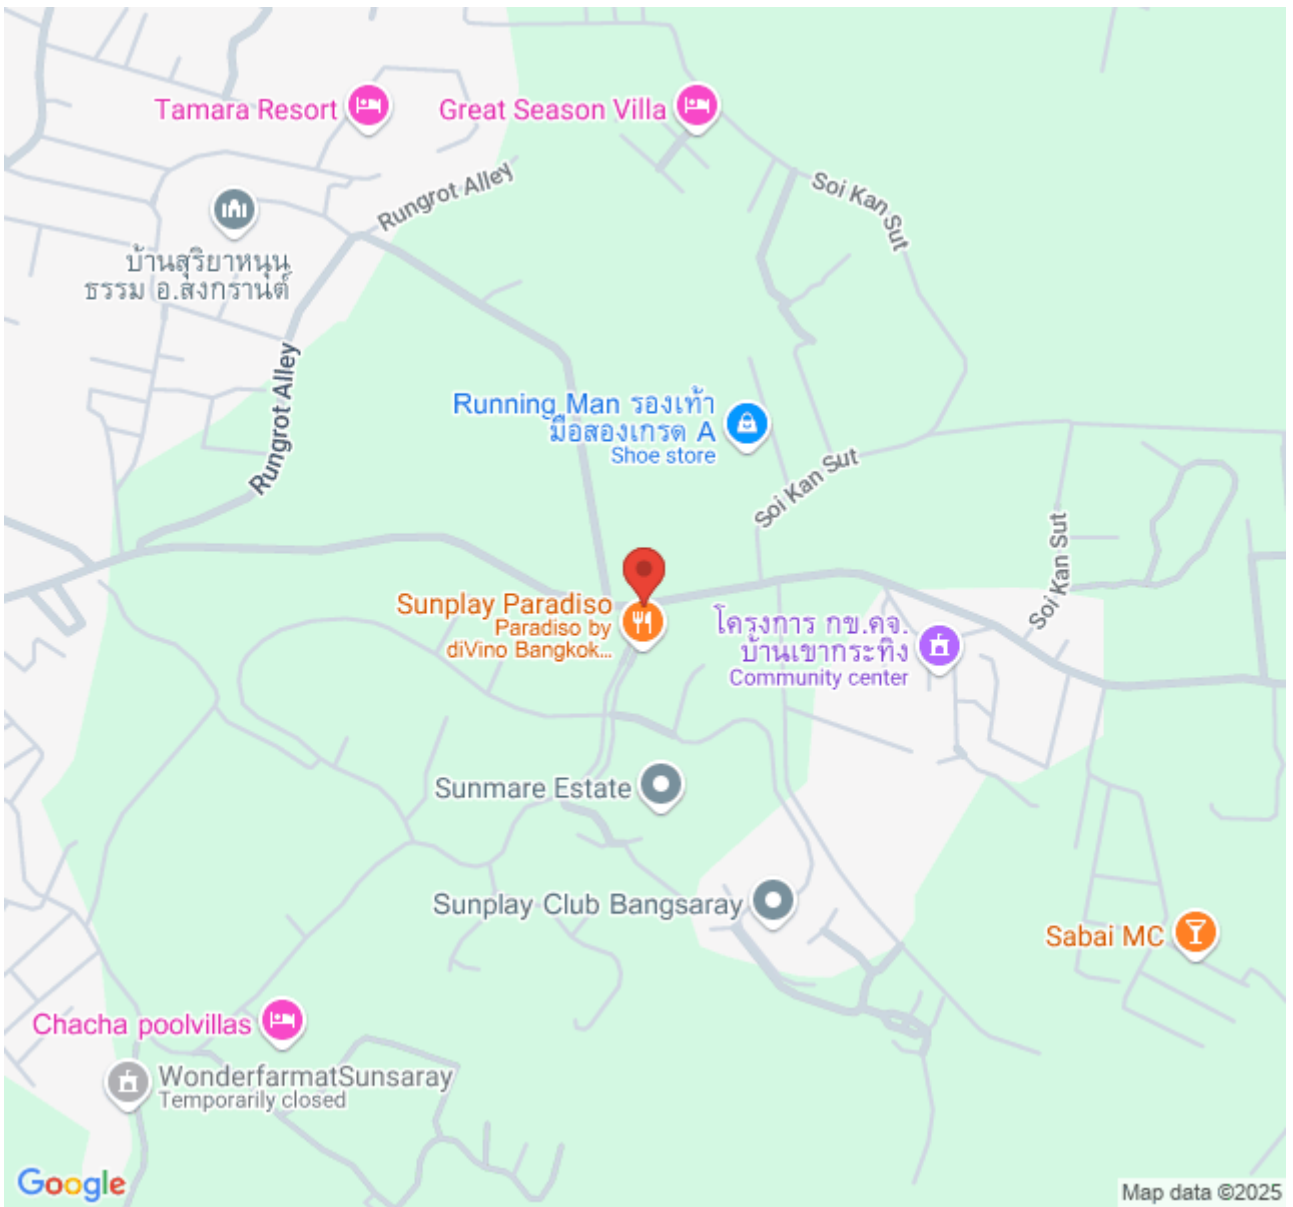 Tamara Resort
Great Season Villa
Rungrot Alley
Soi Kan Sut
บ้านสุริยาหนุน
ธรรม อ.สงกรานต์
Rungrot Alley
Running Man รองเท้า
มือสองเกรด A
Shoe store
Soi Kan Sut
Soi Kan Sut
Sunplay Paradiso
Paradiso by
diVino Bangkok...
โครงการ กข.คจ.
บ้านเขากระทิง
Community center
Sunmare Estate
Sunplay Club Bangsaray
Sabai MC
Chacha poolvillas
WonderfarmatSunsaray
Temporarily closed
Google
Map data ©2025